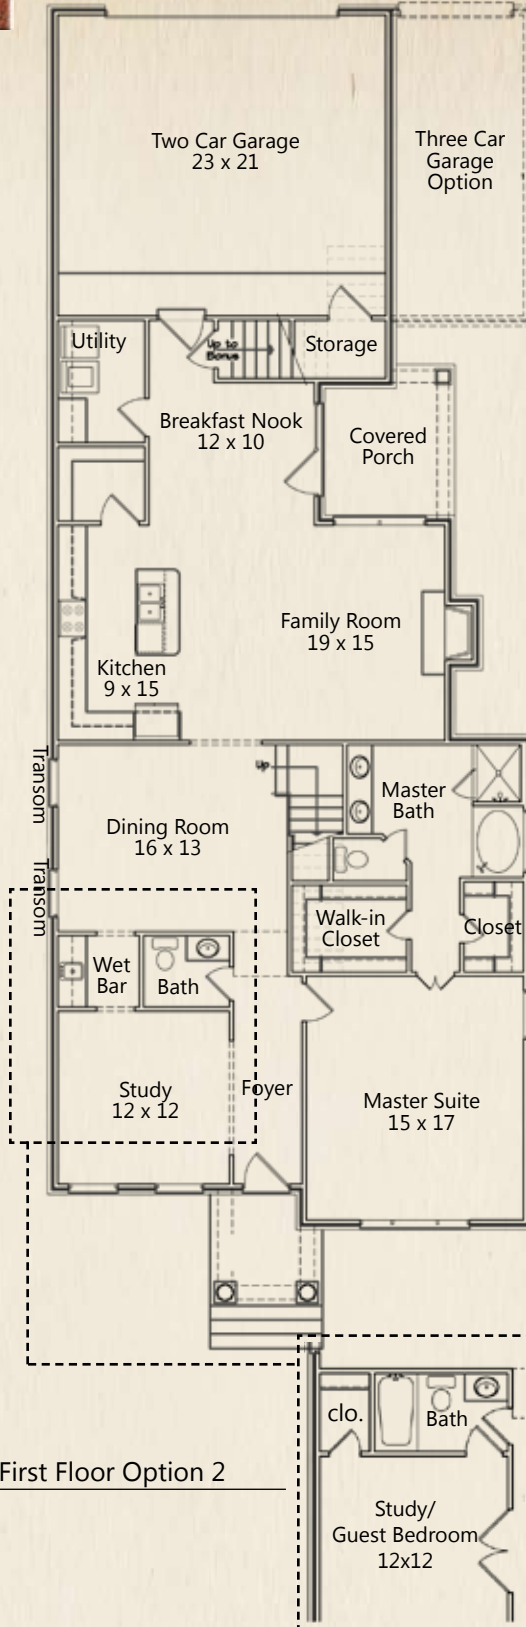 Two Car Garage
23 x 21
Three Car
Garage
Option
Utility
Up to
Bonus
Storage
Breakfast Nook
12 x 10
Covered
Porch
Family Room
19 x 15
Kitchen
9 x 15
Transom
Up
Master
Bath
Dining Room
16 x 13
Transom
Walk-in
Closet
Closet
Wet
Bar
Bath
Study
12 x 12
Foyer
Master Suite
15 x 17
clo.
Bath
First Floor Option 2
Study/
Guest Bedroom
12x12